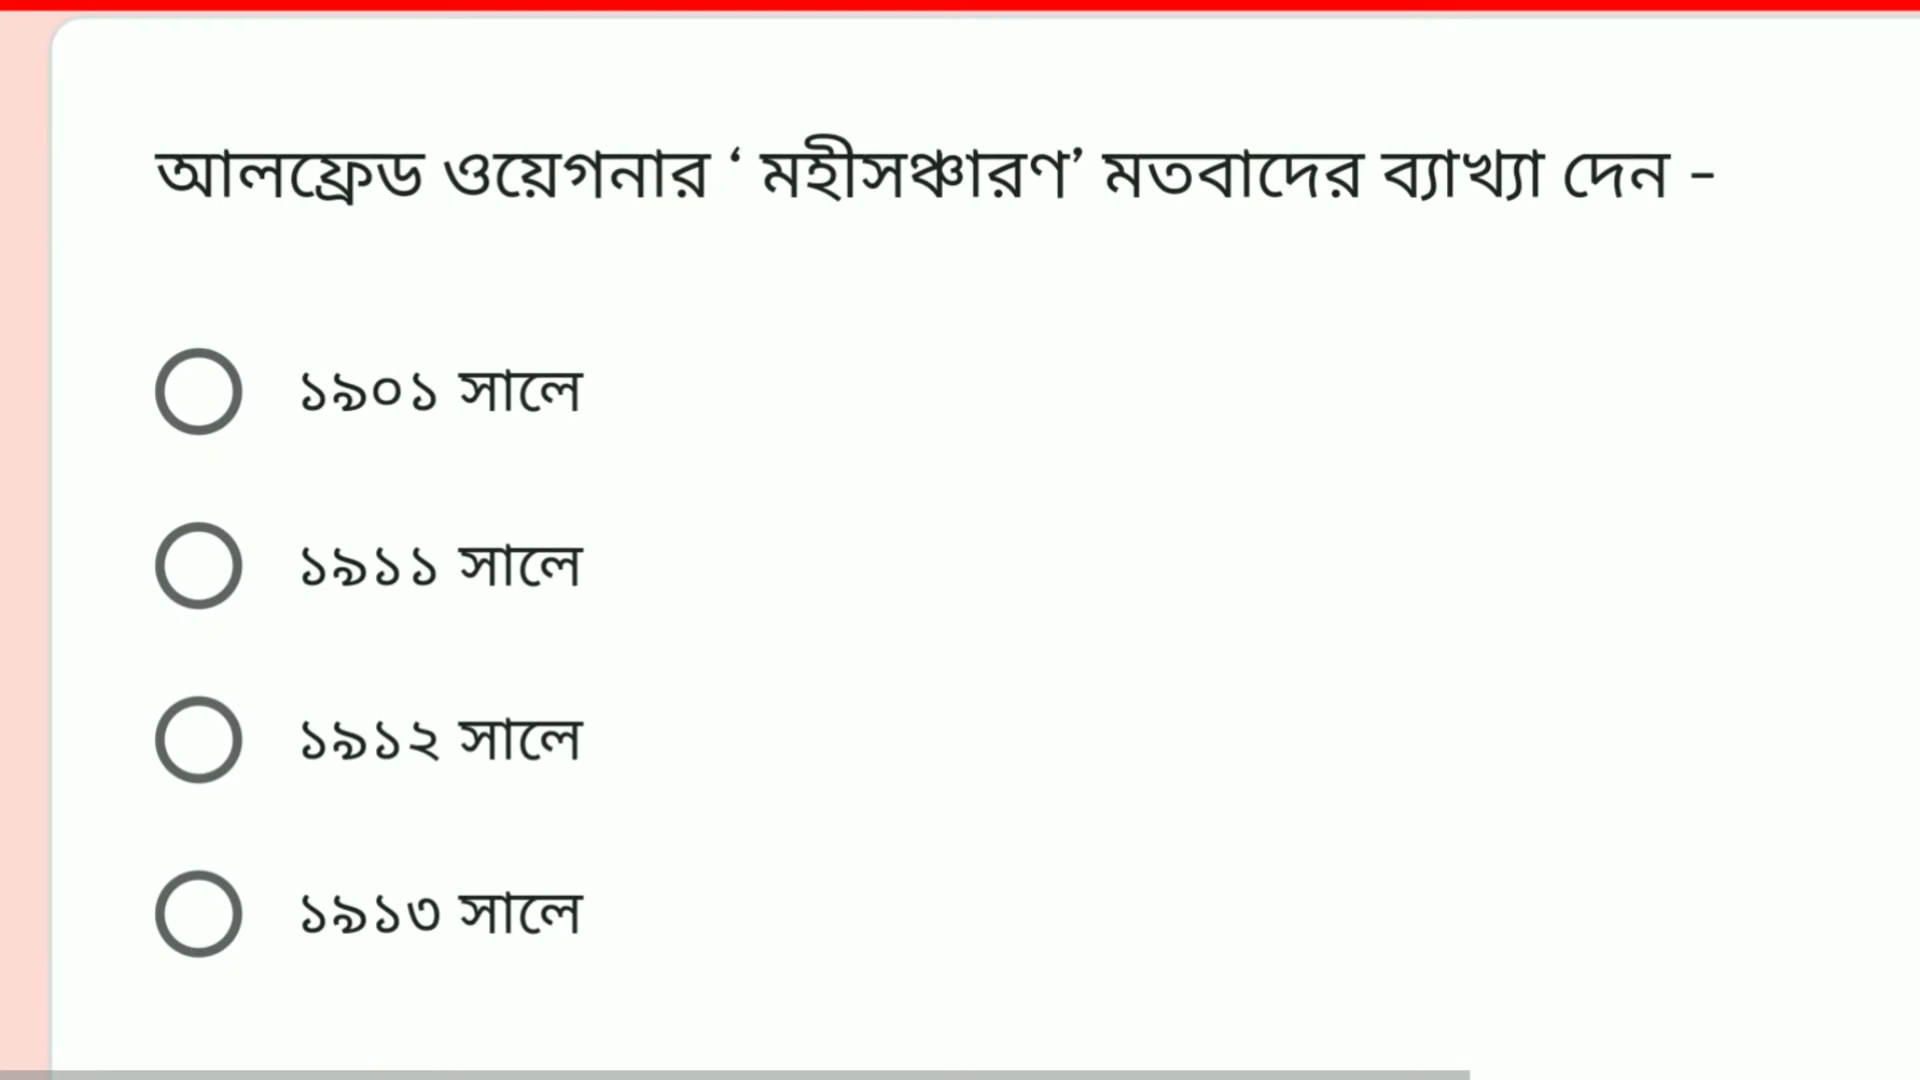 আলফ্রেড ওয়েগনার ‘ মহীসঞ্চারণ’ মতবাদের ব্যাখ্যা দেন -
১৯০১ সালে
১৯১১ সালে
১৯১২ সালে
১৯১৩ সালে